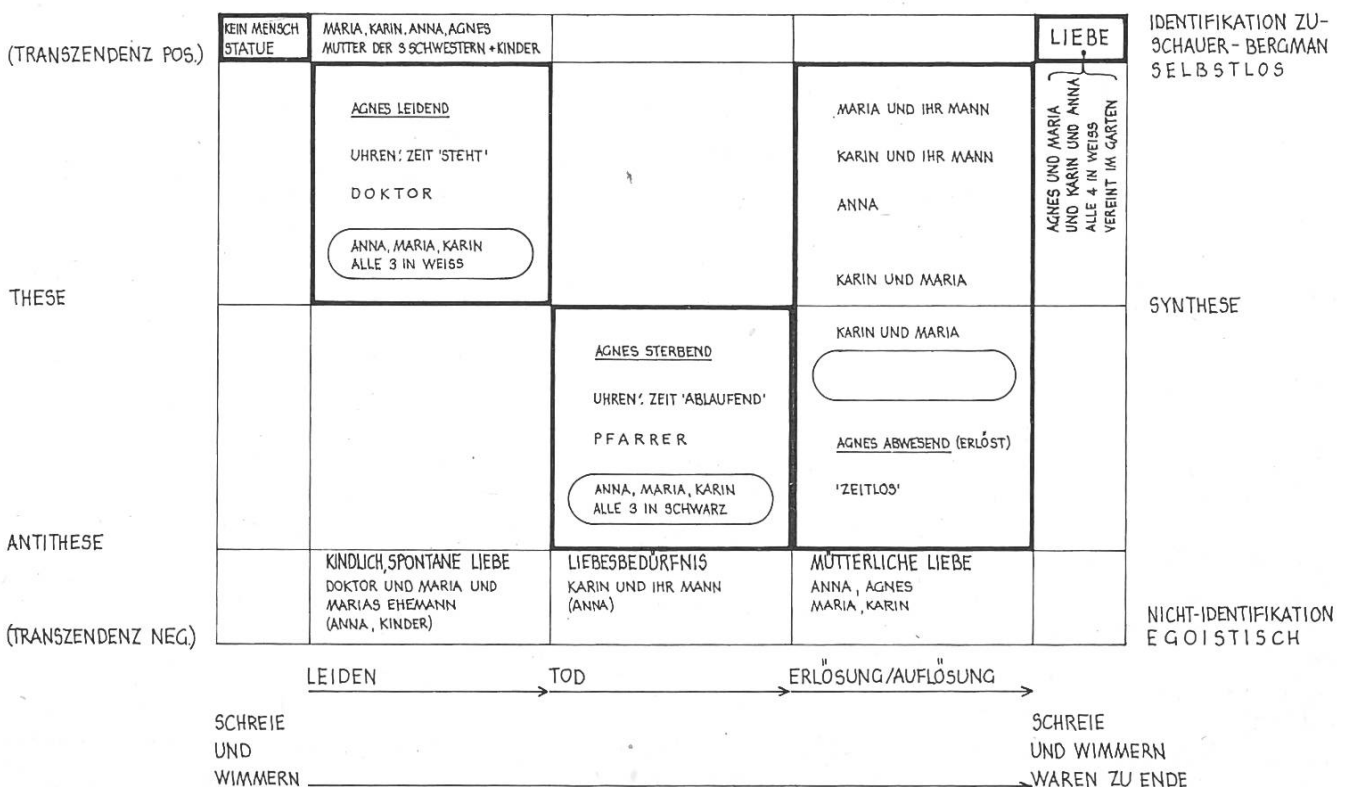 (TRANSZENDENZ POS.)
KEIN MENSCH
STATUE
MARIA, KARIN, ANNA, AGNES
MUTTER DER 3 SCHWESTERN + KINDER
LIEBE
IDENTIFIKATION ZU-
SCHAUER-BERGMAN
SELBSTLOS
AGNES UND MARIA
UND KARIN UND ANNA
ALLE 4 IN WEISS
VEREINT IM GARTEN
AGNES LEIDEND
UHREN: ZEIT 'STEHT'
DOKTOR
ANNA, MARIA, KARIN
ALLE 3 IN WEISS
MARIA UND IHR MANN
KARIN UND IHR MANN
ANNA
KARIN UND MARIA
THESE
SYNTHESE
AGNES STERBEND
UHREN: ZEIT 'ABLAUFEND'
PFARRER
ANNA, MARIA, KARIN
ALLE 3 IN SCHWARZ
KARIN UND MARIA
AGNES ABWESEND (ERLÖST)
'ZEITLOS'
ANTITHESE
KINDLICH, SPONTANE LIEBE
DOKTOR UND MARIA UND
MARIAS EHEMANN
(ANNA, KINDER)
LIEBESBEDÜRFNIS
KARIN UND IHR MANN
(ANNA)
MÜTTERLICHE LIEBE
ANNA, AGNES
MARIA, KARIN
(TRANSZENDENZ NEG.)
NICHT-IDENTIFIKATION
EGOISTISCH
LEIDEN
TOD
ERLÖSUNG/AUFLÖSUNG
SCHREIE
UND
WIMMERN
SCHREIE
UND WIMMERN
WAREN ZU ENDE